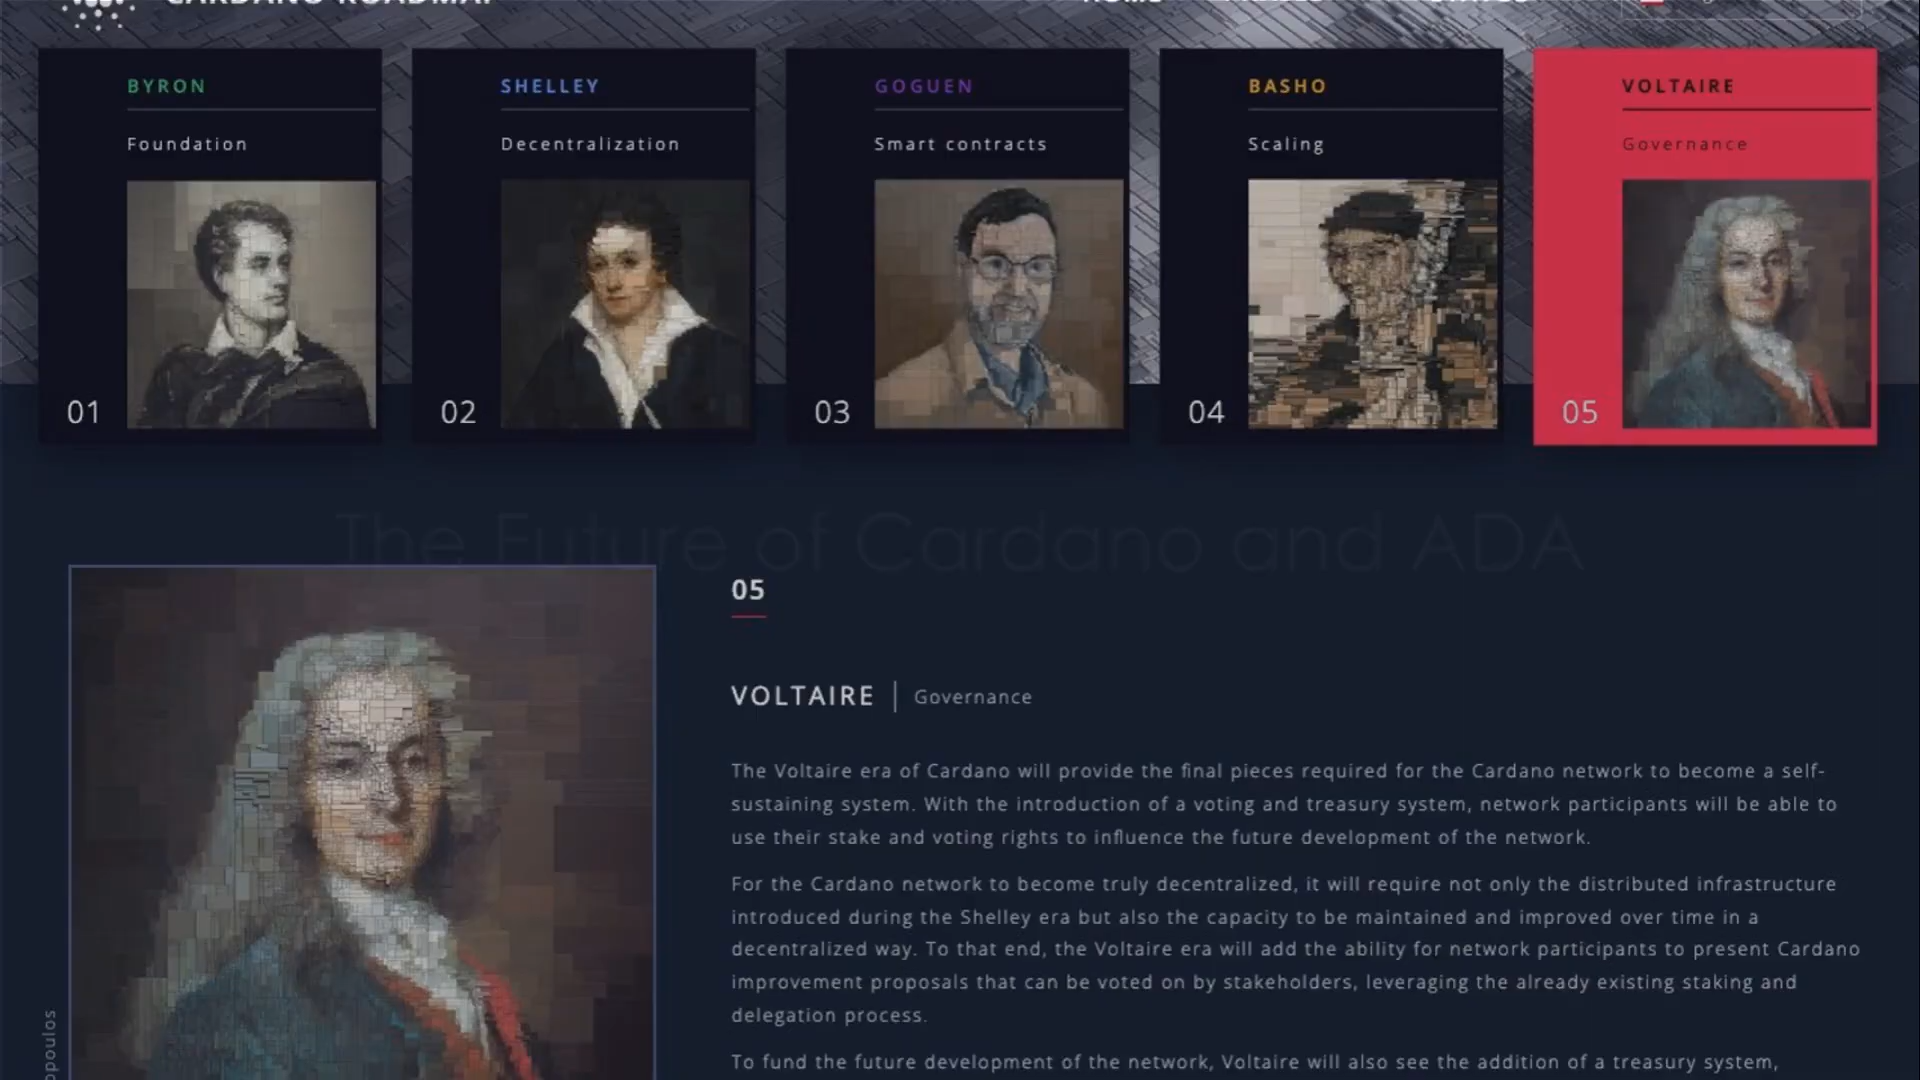 CARDANO ROADMAP
HOME
STATUS
BYRON
Foundation
01
SHELLEY
Decentralization
02
GOGUEN
Smart contracts
03
BASHO
Scaling
04
VOLTAIRE
Governance
05
The Future of Cardano and ADA
05
VOLTAIRE | Governance
The Voltaire era of Cardano will provide the final pieces required for the Cardano network to become a self-
sustaining system. With the introduction of a voting and treasury system, network participants will be able to
use their stake and voting rights to influence the future development of the network.
For the Cardano network to become truly decentralized, it will require not only the distributed infrastructure
introduced during the Shelley era but also the capacity to be maintained and improved over time in a
decentralized way. To that end, the Voltaire era will add the ability for network participants to present Cardano
improvement proposals that can be voted on by stakeholders, leveraging the already existing staking and
delegation process.
To fund the future development of the network, Voltaire will also see the addition of a treasury system,
opoulos